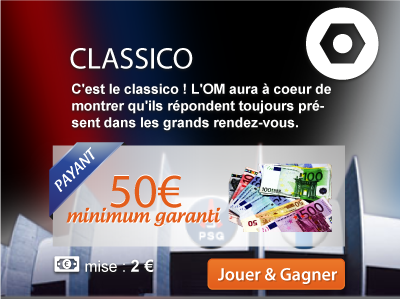 CLASSICO
C'est le classico ! L'OM aura à coeur de
montrer qu'ils répondent toujours pré-
sent dans les grands rendez-vous.
PAYANT
50€
minimum garanti
PSG
mise : 2 €
Jouer & Gagner